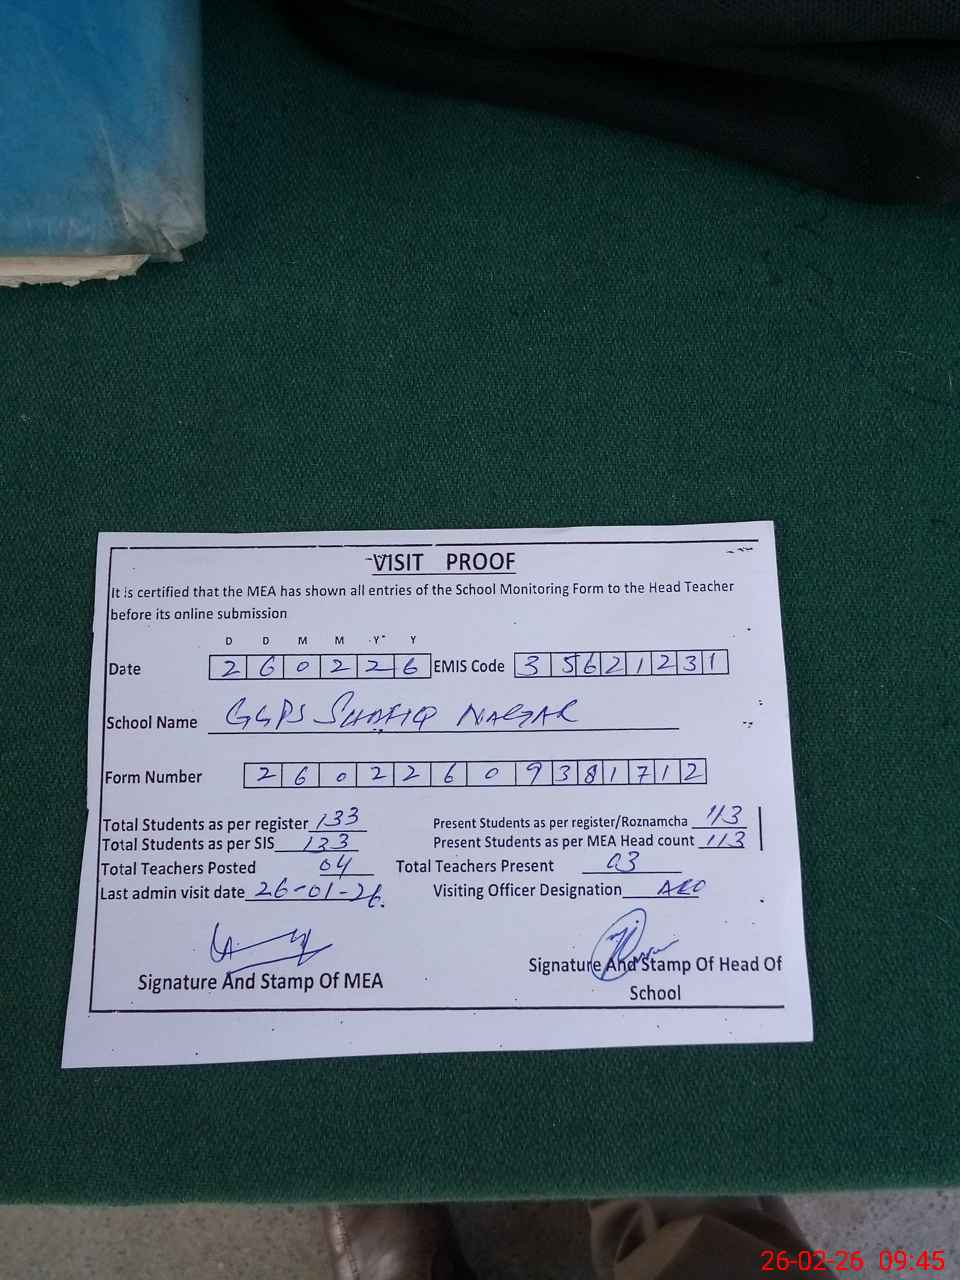 VISIT PROOF
It is certified that the MEA has shown all entries of the School Monitoring Form to the Head Teacher
before its online submission
D D M M Y Y
Date 2 6 0 2 2 6 EMIS Code 3 5 6 2 1 2 3 1
School Name GGPS SHAFIQ NAGAR
Form Number 2 6 0 2 2 6 0 9 3 8 1 7 1 2
Total Students as per register 133 Present Students as per register/Roznamcha 113
Total Students as per SIS 133 Present Students as per MEA Head count 113
Total Teachers Posted 04 Total Teachers Present 03
Last admin visit date 26-01-26. Visiting Officer Designation AEO
Signature And Stamp Of MEA Signature And Stamp Of Head Of
School
26-02-26 09:45